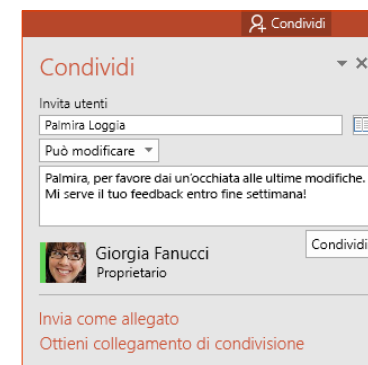 Condividi
Condividi
Invita utenti
Palmira Loggia
Può modificare
Palmira, per favore dai un'occhiata alle ultime modifiche.
Mi serve il tuo feedback entro fine settimana!
Condividi
Giorgia Fanucci
Proprietario
Invia come allegato
Ottieni collegamento di condivisione